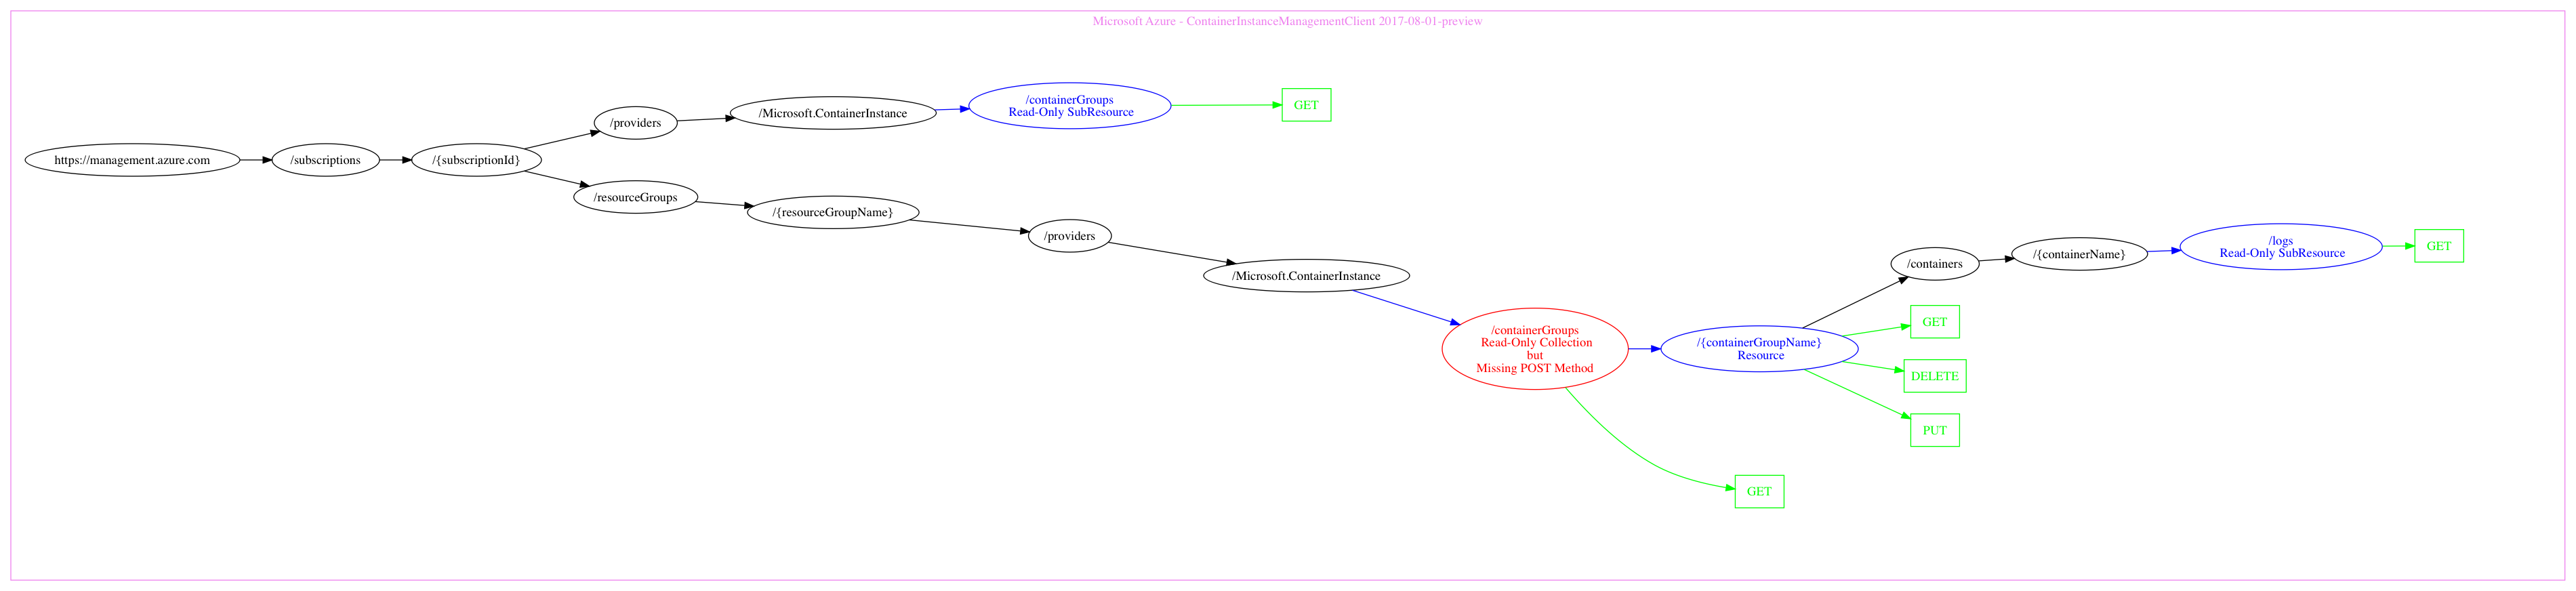 Microsoft Azure - ContainerInstanceManagementClient 2017-08-01-preview
https://management.azure.com
/subscriptions
/{subscriptionId}
/providers
/Microsoft.ContainerInstance
/containerGroups
Read-Only SubResource
GET
/resourceGroups
/{resourceGroupName}
/providers
/Microsoft.ContainerInstance
/containerGroups
Read-Only Collection
but
Missing POST Method
/{containerGroupName}
Resource
/containers
/{containerName}
/logs
Read-Only SubResource
GET
GET
DELETE
PUT
GET